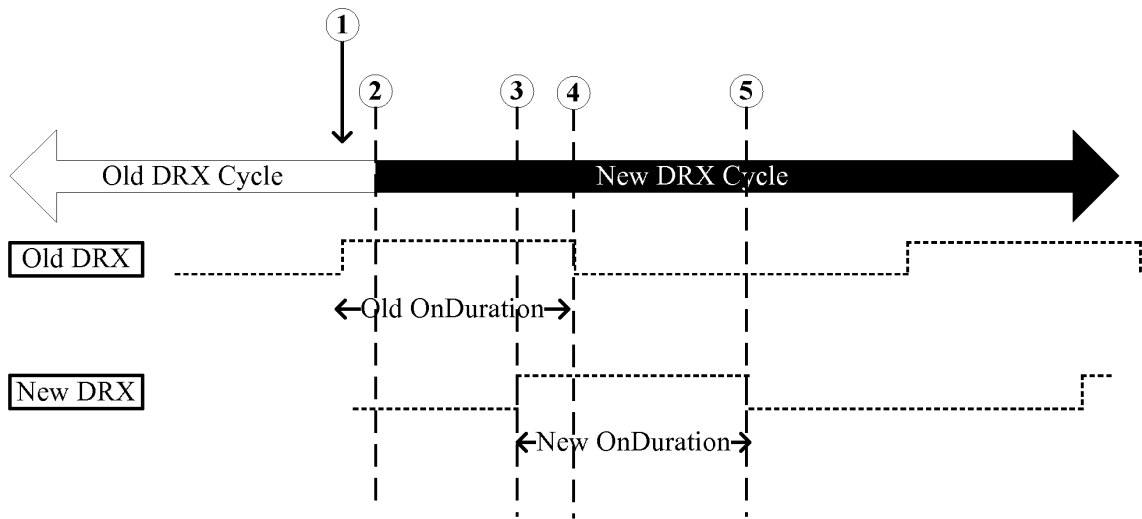 1
2 3 4 5
Old DRX Cycle New DRX Cycle
Old DRX
Old OnDuration
New DRX
New OnDuration